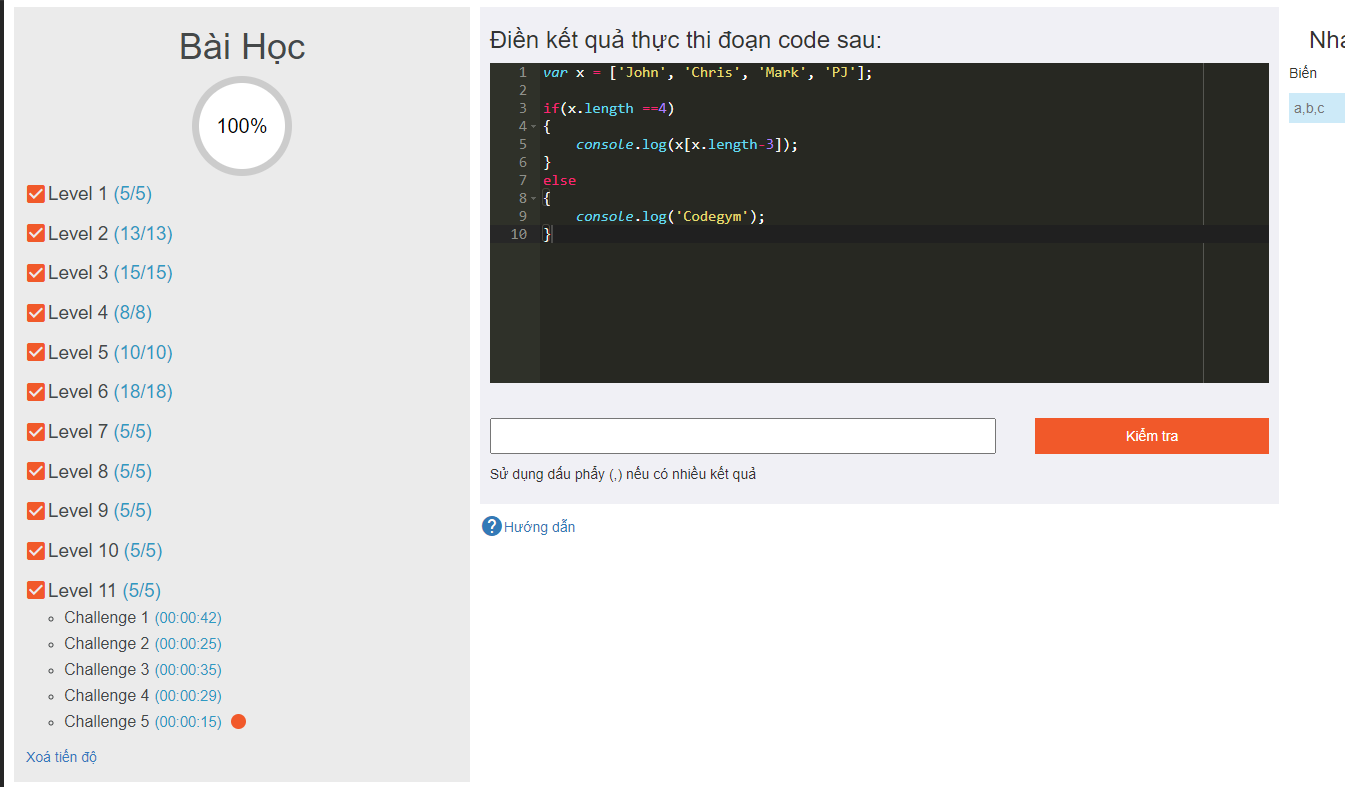 Bài Học
100%
Level 1 (5/5)
Level 2 (13/13)
Level 3 (15/15)
Level 4 (8/8)
Level 5 (10/10)
Level 6 (18/18)
Level 7 (5/5)
Level 8 (5/5)
Level 9 (5/5)
Level 10 (5/5)
Level 11 (5/5)
Challenge 1 (00:00:42)
Challenge 2 (00:00:25)
Challenge 3 (00:00:35)
Challenge 4 (00:00:29)
Challenge 5 (00:00:15)
Xoá tiến độ
Điền kết quả thực thi đoạn code sau:
1 var x = ['John', 'Chris', 'Mark', 'PJ'];
2
3 if(x.length ==4)
4 {
5 console.log(x[x.length-3]);
6 }
7 else
8 {
9 console.log('Codegym');
10 }
Kiểm tra
Sử dụng dấu phẩy (,) nếu có nhiều kết quả
? Hướng dẫn
Biến
a,b,c